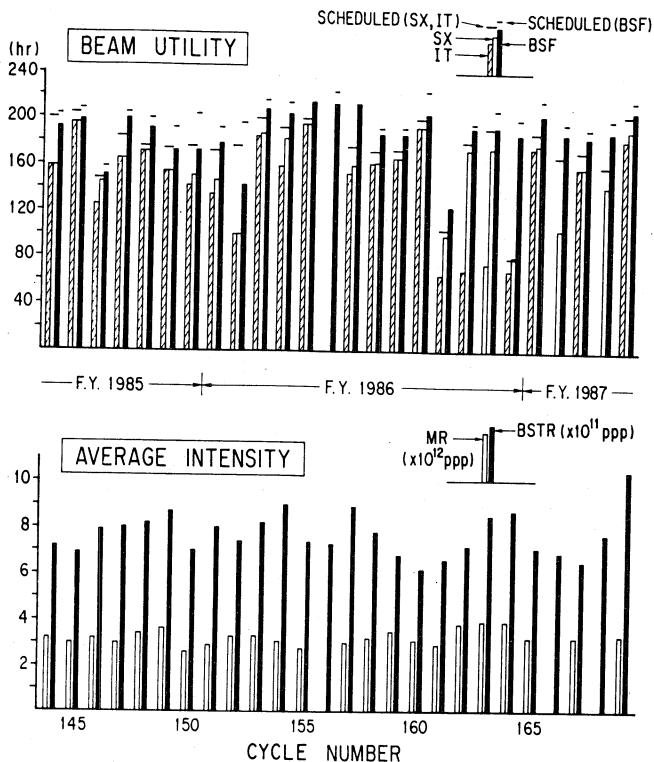 SCHEDULED (SX, IT)
SCHEDULED (BSF)
SX
BSF
IT
(hr)
BEAM UTILITY
240
200
160
120
80
40
F.Y. 1985
F.Y. 1986
F.Y. 1987
AVERAGE INTENSITY
MR
(x10¹²ppp)
BSTR (x10¹¹ ppp)
10
8
6
4
2
145 150 155 160 165
CYCLE NUMBER